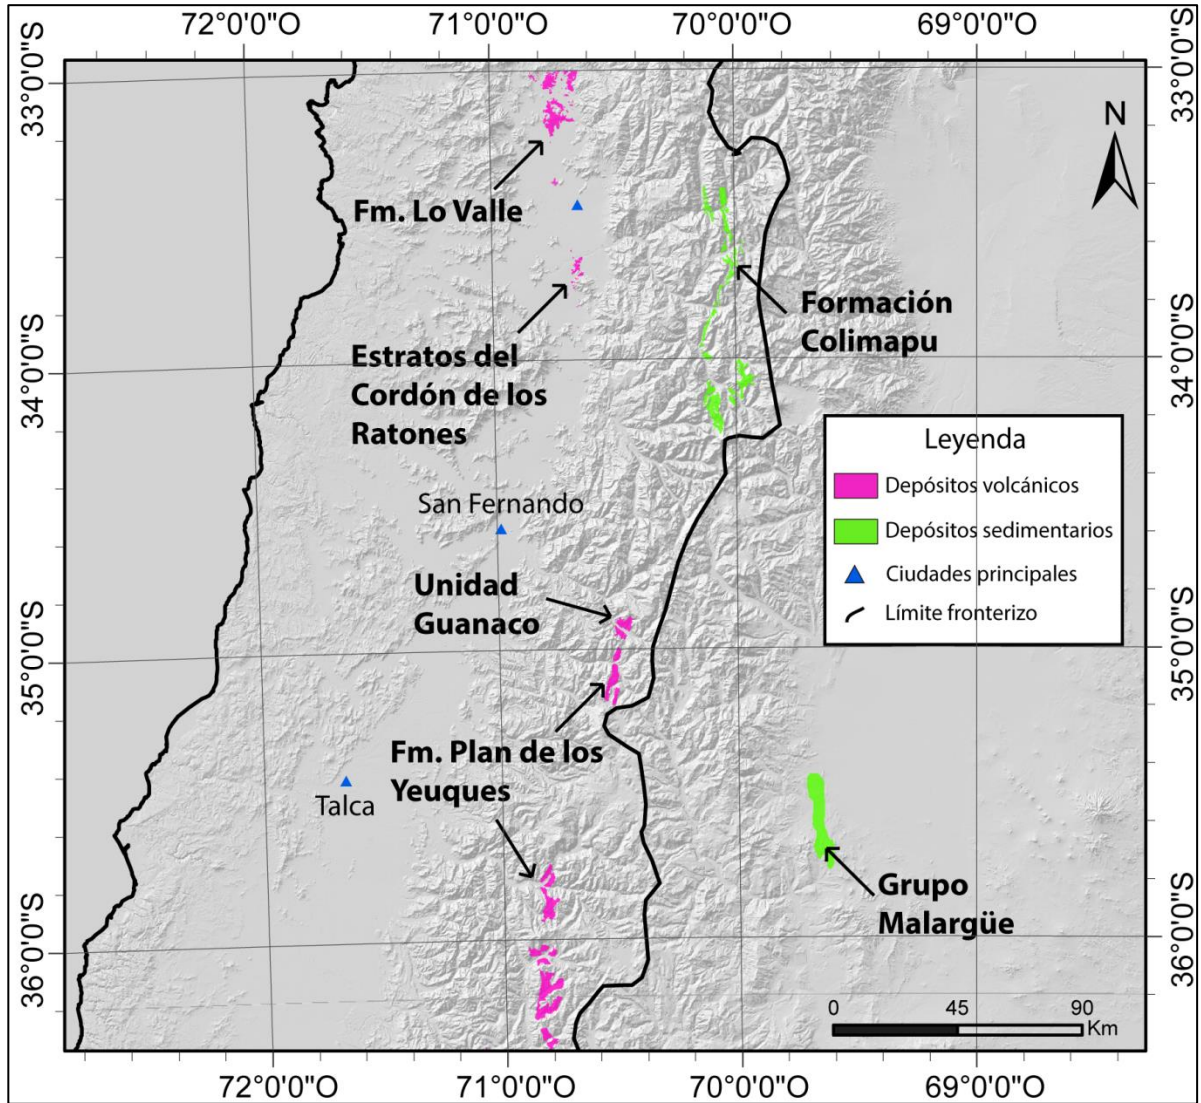 72°0'0"O 71°0'0"O 70°0'0"O 69°0'0"O
33°0'0"S
33°0'0"S
N
Fm. Lo Valle
Formación
Colimapu
Estratos del
Cordón de los
Ratones
34°0'0"S
34°0'0"S
Leyenda
Depósitos volcánicos
Depósitos sedimentarios
Ciudades principales
Límite fronterizo
San Fernando
Unidad
Guanaco
35°0'0"S
35°0'0"S
Fm. Plan de los
Yeuques
Talca
Grupo
Malargüe
36°0'0"S
36°0'0"S
0 45 90
Km
72°0'0"O 71°0'0"O 70°0'0"O 69°0'0"O